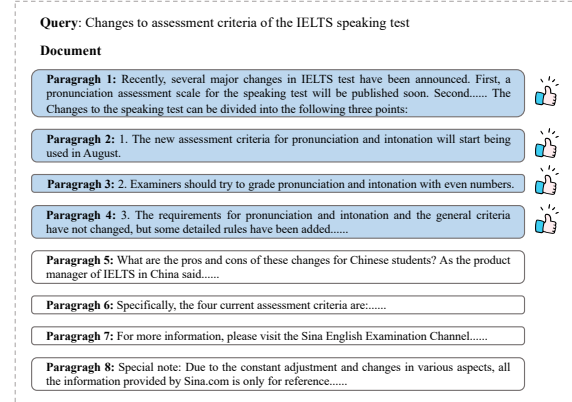 Query: Changes to assessment criteria of the IELTS speaking test
Document
Paragragh 1: Recently, several major changes in IELTS test have been announced. First, a
pronunciation assessment scale for the speaking test will be published soon. Second...... The
Changes to the speaking test can be divided into the following three points:
Paragragh 2: 1. The new assessment criteria for pronunciation and intonation will start being
used in August.
Paragragh 3: 2. Examiners should try to grade pronunciation and intonation with even numbers.
Paragragh 4: 3. The requirements for pronunciation and intonation and the general criteria
have not changed, but some detailed rules have been added......
Paragragh 5: What are the pros and cons of these changes for Chinese students? As the product
manager of IELTS in China said......
Paragragh 6: Specifically, the four current assessment criteria are:......
Paragragh 7: For more information, please visit the Sina English Examination Channel......
Paragragh 8: Special note: Due to the constant adjustment and changes in various aspects, all
the information provided by Sina.com is only for reference......